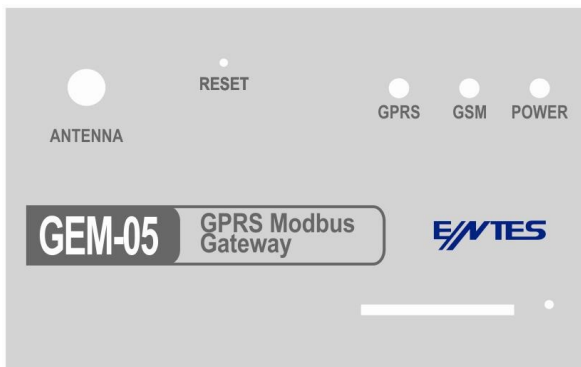 RESET
GPRS GSM POWER
ANTENNA
GEM-05
GPRS Modbus
Gateway
ENTES